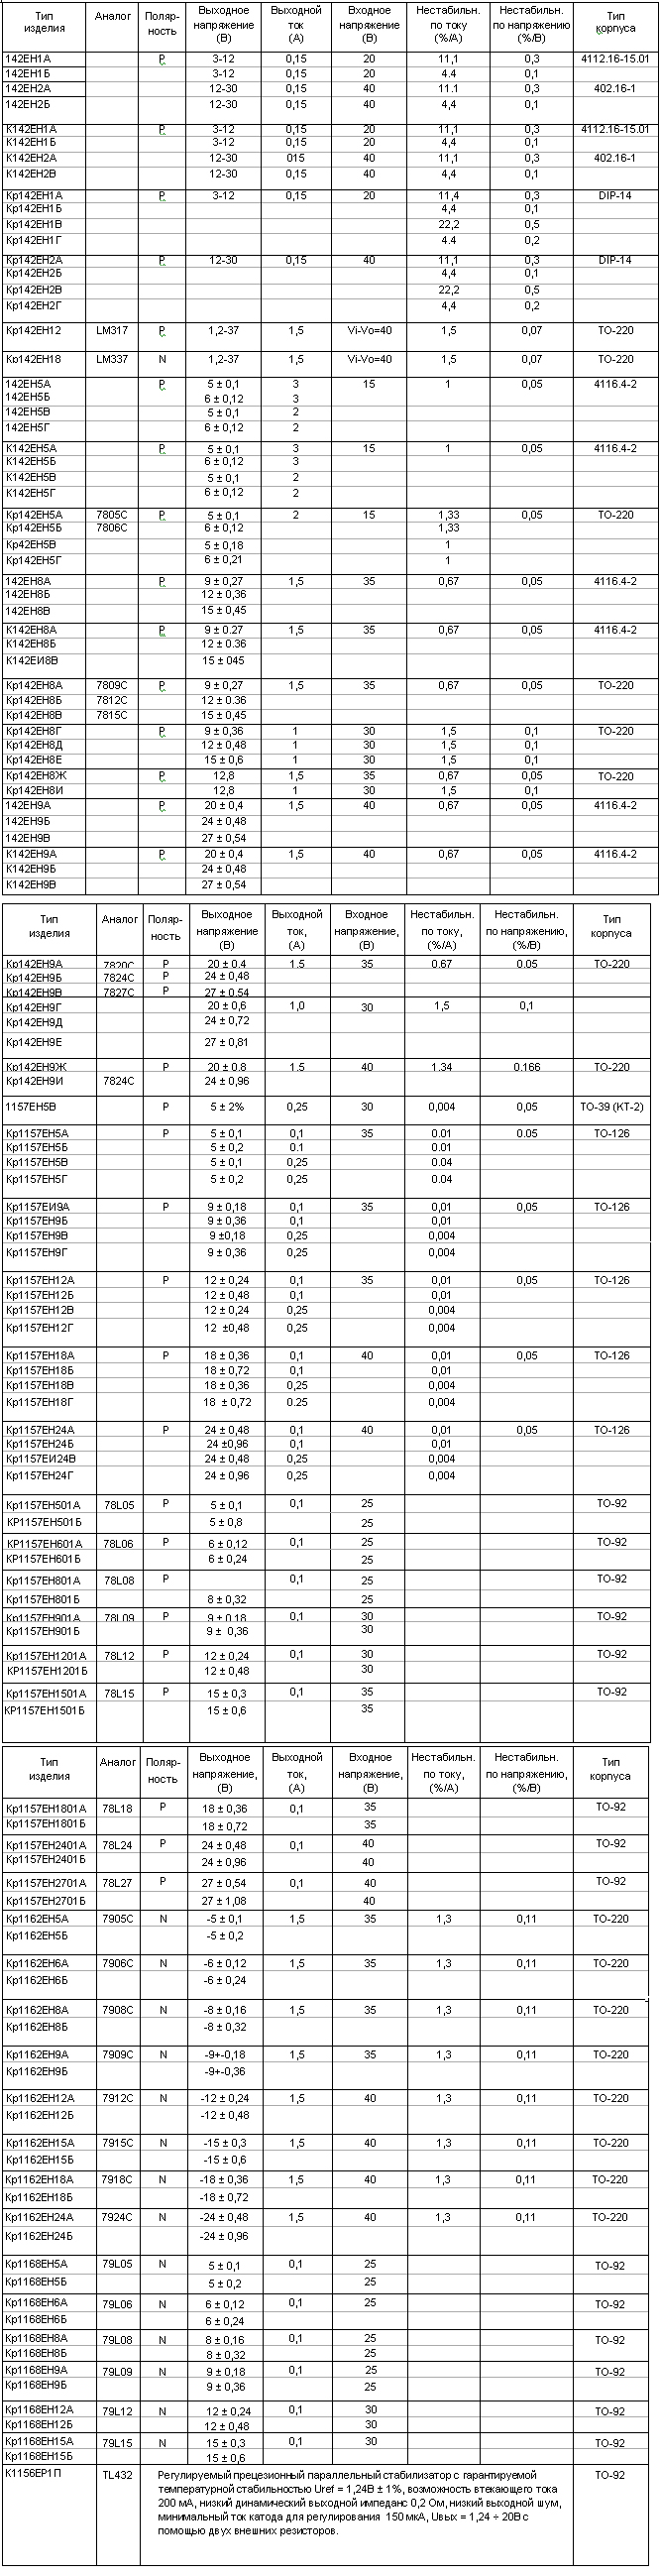 Тип изделия Аналог Поляр-ность Выходное напряжение (В) Выходной ток (А) Входное напряжение (В) Нестабильн. по току (%/А) Нестабильн. по напряжению (%/В) Тип корпуса
142ЕН1А P 3-12 0,15 20 11,1 0,3 4112.16-15.01
142ЕН1Б 3-12 0,15 20 4.4 0,1
142ЕН2А 12-30 0,15 40 11.1 0,3 402.16-1
142ЕН2Б 12-30 0,15 40 4,4 0,1
К142ЕН1А P 3-12 0,15 20 11,1 0,3 4112.16-15.01
К142ЕН1Б 3-12 0,15 20 4,4 0,1
К142ЕН2А 12-30 015 40 11,1 0,3 402.16-1
К142ЕН2В 12-30 0,15 40 4,4 0,1
Кр142ЕН1А P 3-12 0,15 20 11,4 0,3 DIP-14
Кр142ЕН1Б 4,4 0,1
Кр142ЕН1В 22,2 0,5
Кр142ЕН1Г 4.4 0,2
Кр142ЕН2А P 12-30 0,15 40 11,1 0,3 DIP-14
Кр142ЕН2Б 4,4 0,1
Кр142ЕН2В 22,2 0,5
Кр142ЕН2Г 4,4 0,2
Кр142ЕН12 LM317 P 1,2-37 1,5 Vi-Vo=40 1,5 0,07 TO-220
Кр142ЕН18 LM337 N 1,2-37 1,5 Vi-Vo=40 1,5 0,07 TO-220
142ЕН5А P 5 ± 0,1 3 15 1 0,05 4116.4-2
142ЕН5Б 6 ± 0,12 3
142ЕН5В 5 ± 0,1 2
142ЕН5Г 6 ± 0,12 2
К142ЕН5А P 5 ± 0,1 3 15 1 0,05 4116.4-2
К142ЕН5Б 6 ± 0,12 3
К142ЕН5В 5 ± 0,1 2
К142ЕН5Г 6 ± 0,12 2
Кр142ЕН5А 7805C P 5 ± 0,1 2 15 1,33 0,05 TO-220
Кр142ЕН5Б 7806C 6 ± 0,12 1,33
Кр42ЕН5В 5 ± 0,18 1
Кр142ЕН5Г 6 ± 0,21 1
142ЕН8А P 9 ± 0,27 1,5 35 0,67 0,05 4116.4-2
142ЕН8Б 12 ± 0,36
142ЕН8В 15 ± 0,45
К142ЕН8А P 9 ± 0.27 1,5 35 0,67 0,05 4116.4-2
К142ЕН8Б 12 ± 0.36
К142ЕИ8В 15 ± 045
Кр142ЕН8А 7809C P 9 ± 0,27 1,5 35 0,67 0,05 TO-220
Кр142ЕН8Б 7812C 12 ± 0.36
Кр142ЕН8В 7815C 15 ± 0,45
Кр142ЕН8Г P 9 ± 0,36 1 30 1,5 0,1 TO-220
Кр142ЕН8Д 12 ± 0,48 1 30 1,5 0,1
Кр142ЕН8Е 15 ± 0,6 1 30 1,5 0,1
Кр142ЕН8Ж P 12,8 1,5 35 0,67 0,05 TO-220
Кр142ЕН8И 12,8 1 30 1,5 0,1
142ЕН9А P 20 ± 0,4 1,5 40 0,67 0,05 4116.4-2
142ЕН9Б 24 ± 0,48
142ЕН9В 27 ± 0,54
К142ЕН9А P 20 ± 0,4 1,5 40 0,67 0,05 4116.4-2
К142ЕН9Б 24 ± 0,48
К142ЕН9В 27 ± 0,54
Тип изделия Аналог Поляр-ность Выходное напряжение (В) Выходной ток, (А) Входное напряжение, (В) Нестабильн. по току, (%/А) Нестабильн. по напряжению, (%/В) Тип корпуса
Кр142ЕН9А 7820C P 20 ± 0.4 1.5 35 0.67 0.05 TO-220
Кр142ЕН9Б 7824C P 24 ± 0,48
Кр142ЕН9В 7827C P 27 ± 0.54
Кр142ЕН9Г 20 ± 0,6 1,0 30 1,5 0,1
Кр142ЕН9Д 24 ± 0,72
Кр142ЕН9Е 27 ± 0,81
Кр142ЕН9Ж P 20 ± 0.8 1.5 40 1.34 0.166 TO-220
Кр142ЕН9И 7824C 24 ± 0,96
1157ЕН5В P 5 ± 2% 0,25 30 0,004 0,05 ТО-39 (КТ-2)
Кр1157ЕН5А P 5 ± 0,1 0,1 35 0.01 0.05 TO-126
Кр1157ЕН5Б 5 ± 0,2 0.1 0.01
Кр1157ЕН5В 5 ± 0,1 0,25 0.04
Кр1157ЕН5Г 5 ± 0,2 0,25 0.04
Кр1157ЕИ9А P 9 ± 0,18 0,1 35 0,01 0,05 TO-126
Кр1157ЕН9Б 9 ± 0,36 0,1 0,01
Кр1157ЕН9В 9 ±0,18 0,25 0,004
Кр1157ЕН9Г 9 ± 0,36 0,25 0,004
Кр1157ЕН12А P 12 ± 0,24 0,1 35 0,01 0,05 TO-126
Кр1157ЕН12Б 12 ± 0,48 0,1 0,01
Кр1157ЕН12В 12 ± 0,24 0,25 0,004
Кр1157ЕН12Г 12 ±0,48 0,25 0,004
Кр1157ЕН18А P 18 ± 0,36 0,1 40 0,01 0,05 TO-126
Кр1157ЕН18Б 18 ± 0,72 0,1 0,01
Кр1157ЕН18В 18 ± 0,36 0,25 0,004
Кр1157ЕН18Г 18 ± 0,72 0.25 0.004
Кр1157ЕН24А P 24 ± 0,48 0,1 40 0,01 0,05 TO-126
Кр1157ЕН24Б 24 ±0,96 0,1 0,01
Кр1157ЕИ24В 24 ± 0,48 0,25 0,004
Кр1157ЕН24Г 24 ± 0,96 0,25 0,004
Кр1157ЕН501А 78L05 P 5 ± 0,1 0,1 25 TO-92
КР1157ЕН501Б 5 ± 0,8 25
КР1157ЕН601А 78L06 P 6 ± 0,12 0,1 25 TO-92
КР1157ЕН601Б 6 ± 0,24 25
Кр1157ЕН801А 78L08 P 0,1 25 TO-92
Кр1157ЕН801Б 8 ± 0,32 25
Кр1157ЕН901А 78L09 P 9 ± 0.18 0,1 30 TO-92
Кр1157ЕН901Б 9 ± 0,36 30
Кр1157ЕН1201А 78L12 P 12 ± 0,24 0,1 30 TO-92
КР1157ЕН1201Б 12 ± 0,48 30
Кр1157ЕН1501А 78L15 P 15 ± 0,3 0,1 35 TO-92
КР1157ЕН1501Б 15 ± 0,6 35
Тип изделия Аналог Поляр-ность Выходное напряжение, (В) Выходной ток, (А) Входное напряжение, (В) Нестабильн. по току, (%/А) Нестабильн. по напряжению, (%/В) Тип корпуса
Кр1157ЕН1801А 78L18 P 18 ± 0,36 0,1 35 TO-92
Кр1157ЕН1801Б 18 ± 0,72 35
Кр1157ЕН2401А 78L24 P 24 ± 0,48 0,1 40 TO-92
Кр1157ЕН2401Б 24 ± 0,96 40
Кр1157ЕН2701А 78L27 P 27 ± 0,54 0,1 40 TO-92
Кр1157ЕН2701Б 27 ± 1,08 40
Кр1162ЕН5А 7905C N -5 ± 0,1 1,5 35 1,3 0,11 TO-220
Кр1162ЕН5Б -5 ± 0,2
Кр1162ЕН6А 7906C N -6 ± 0,12 1,5 35 1,3 0,11 TO-220
Кр1162ЕН6Б -6 ± 0,24
Кр1162ЕН8А 7908C N -8 ± 0,16 1,5 35 1,3 0,11 TO-220
Кр1162ЕН8Б -8 ± 0,32
Кр1162ЕН9А 7909C N -9+-0,18 1,5 35 1,3 0,11 TO-220
Кр1162ЕН9Б -9+-0,36
Кр1162ЕН12А 7912C N -12 ± 0,24 1,5 40 1,3 0,11 TO-220
Кр1162ЕН12Б -12 ± 0,48
Кр1162ЕН15А 7915C N -15 ± 0,3 1,5 40 1,3 0,11 TO-220
Кр1162ЕН15Б -15 ± 0,6
Кр1162ЕН18А 7918C N -18 ± 0,36 1,5 40 1,3 0,11 TO-220
Кр1162ЕН18Б -18 ± 0,72
Кр1162ЕН24А 7924C N -24 ± 0,48 1,5 40 1,3 0,11 TO-220
Кр1162ЕН24Б -24 ± 0,96
Кр1168ЕН5А 79L05 N 5 ± 0,1 0,1 25 TO-92
Кр1168ЕН5Б 5 ± 0,2 25
Кр1168ЕН6А 79L06 N 6 ± 0,12 0,1 25 TO-92
Кр1168ЕН6Б 6 ± 0,24
Кр1168ЕН8А 79L08 N 8 ± 0,16 0,1 25 TO-92
Кр1168ЕН8Б 8 ± 0,32 25
Кр1168ЕН9А 79L09 N 9 ± 0,18 0,1 25 TO-92
Кр1168ЕН9Б 9 ± 0,36 25
Кр1168ЕН12А 79L12 N 12 ± 0,24 0,1 30 TO-92
Кр1168ЕН12Б 12 ± 0,48 30
Кр1168ЕН15А 79L15 N 15 ± 0,3 0,1 30 TO-92
Кр1168ЕН15Б 15 ± 0,6
К1156ЕР1П TL432 Регулируемый прецезионный параллельный стабилизатор с гарантируемой TO-92
температурной стабильностью Uref = 1,24В ± 1%, возможность втекающего тока
200 мА, низкий динамический выходной импеданс 0,2 Ом, низкий выходной шум,
минимальный ток катода для регулирования 150 мкА, Uвых = 1,24 ÷ 20В с
помощью двух внешних резисторов.